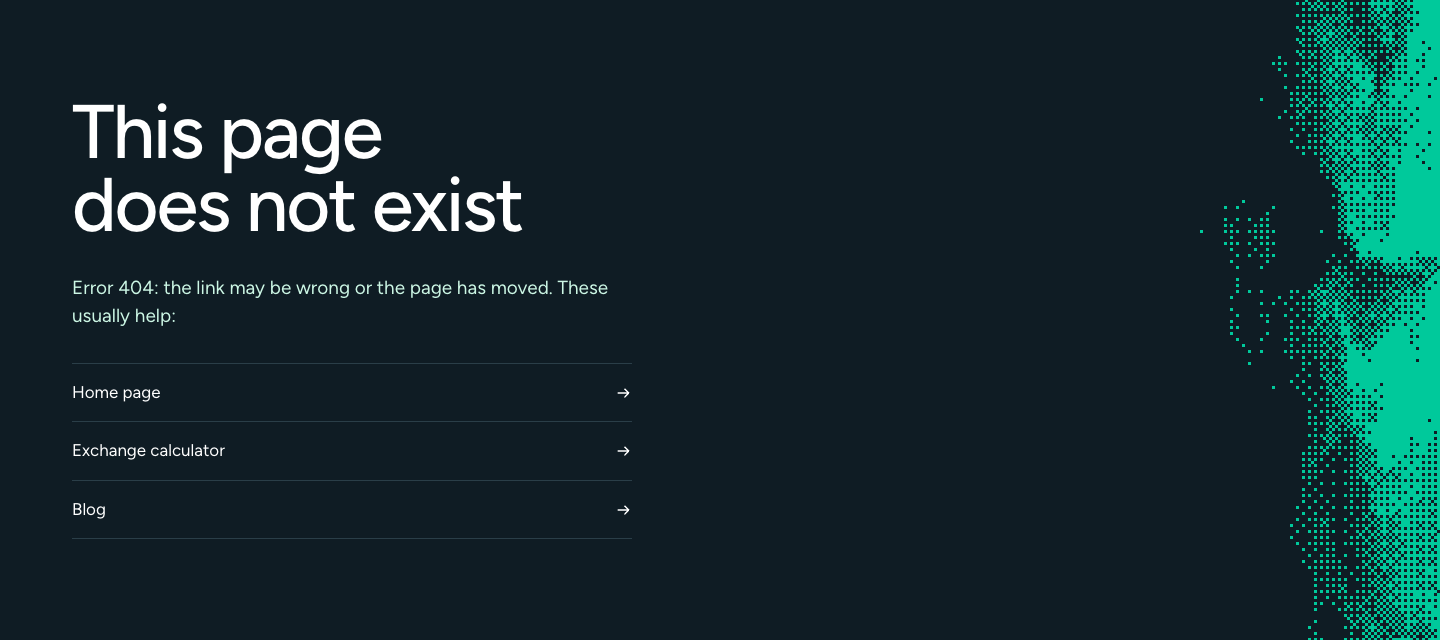 This page
does not exist
Error 404: the link may be wrong or the page has moved. These
usually help:
Home page
Exchange calculator
Blog